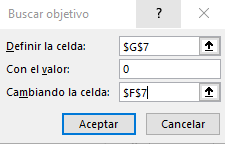 Buscar objetivo ? ×
Definir la celda: $G$7
Con el valor: 0
Cambiando la celda: $F$7
Aceptar Cancelar